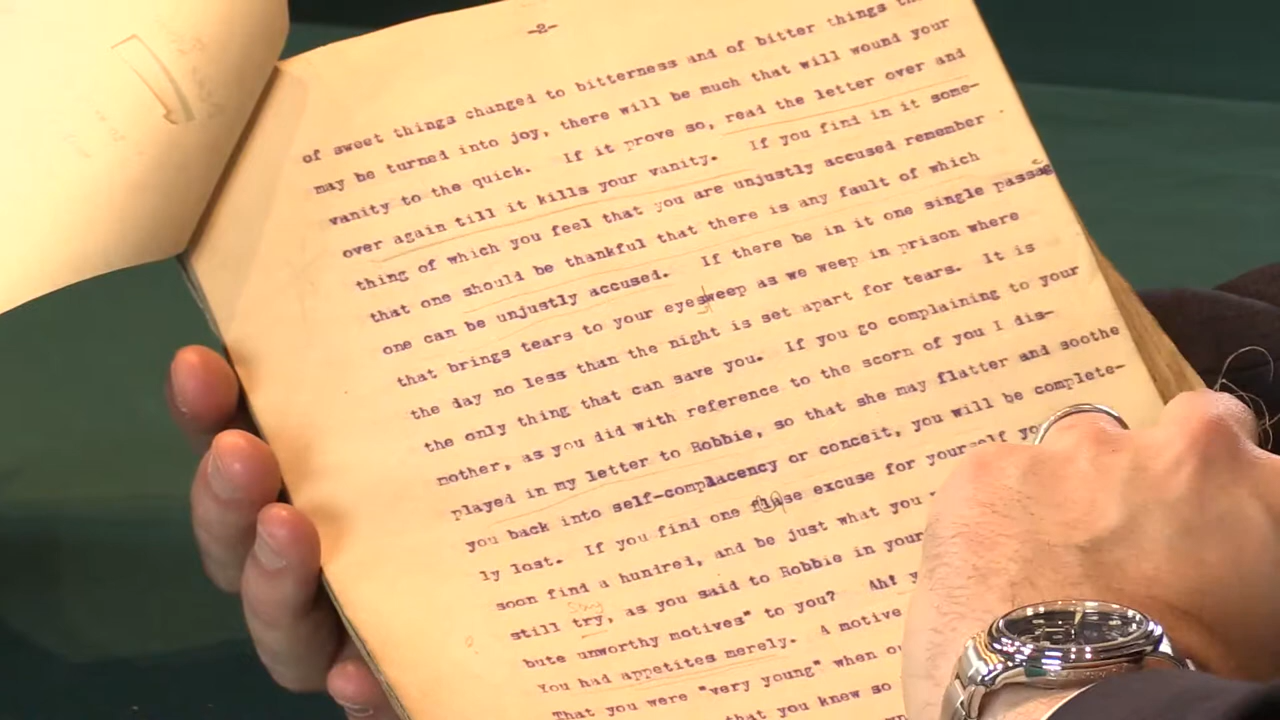 -2-
of sweet things changed to bitterness and of bitter things
may be turned into joy, there will be much that will wound your
vanity to the quick. If it prove so, read the letter over and
over again till it kills your vanity. If you find in it some-
thing of which you feel that you are unjustly accused remember
that one should be thankful that there is any fault of which
one can be unjustly accused. If there be in it one single passag
that brings tears to your eyesweep as we weep in prison where
the day no less than the night is set apart for tears. It is
the only thing that can save you. If you go complaining to your
mother, as you did with reference to the scorn of you I dis-
played in my letter to Robbie, so that she may flatter and soothe
you back into self-complacency or conceit, you will be complete-
ly lost. If you find one flase excuse for yourself
soon find a hundred, and be just what you
Say
still try, as you said to Robbie in your
bute unworthy motives" to you? Ah!
You had appetites merely. A motive
That you were "very young" when
that you knew so